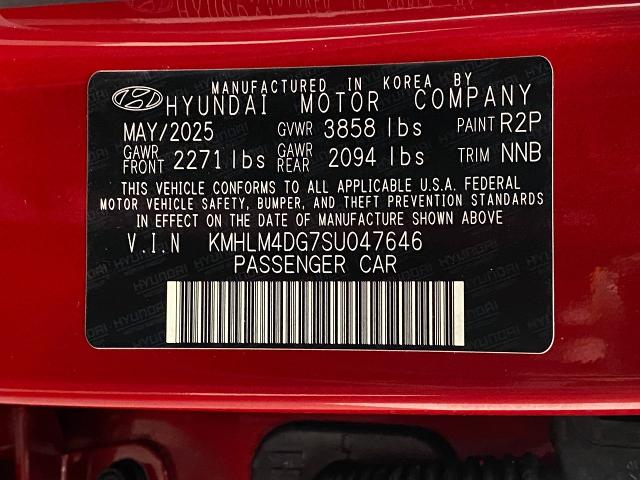 MANUFACTURED IN KOREA BY
HYUNDAI MOTOR COMPANY
MAY/2025 GVWR 3858 lbs PAINT R2P
GAWR FRONT 2271 lbs GAWR REAR 2094 lbs TRIM NNB
THIS VEHICLE CONFORMS TO ALL APPLICABLE U.S.A. FEDERAL
MOTOR VEHICLE SAFETY, BUMPER, AND THEFT PREVENTION STANDARDS
IN EFFECT ON THE DATE OF MANUFACTURE SHOWN ABOVE
V.I.N KMHLM4DG7SU047646
PASSENGER CAR